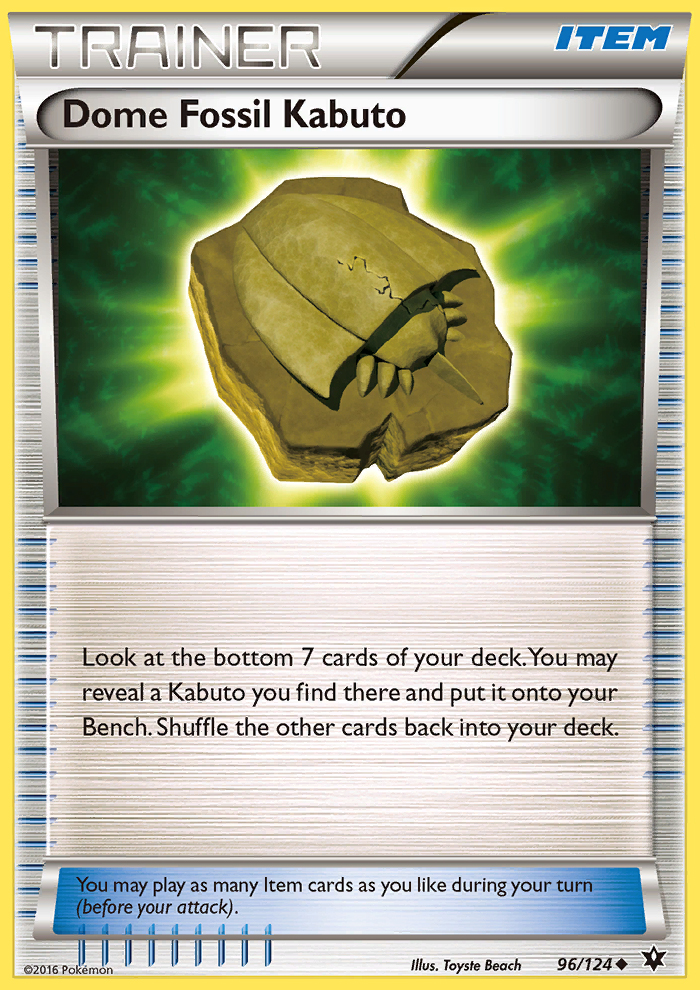 TRAINER
ITEM
Dome Fossil Kabuto
Look at the bottom 7 cards of your deck. You may
reveal a Kabuto you find there and put it onto your
Bench. Shuffle the other cards back into your deck.
You may play as many Item cards as you like during your turn
(before your attack).
©2016 Pokémon
Illus. Toyste Beach
96/124